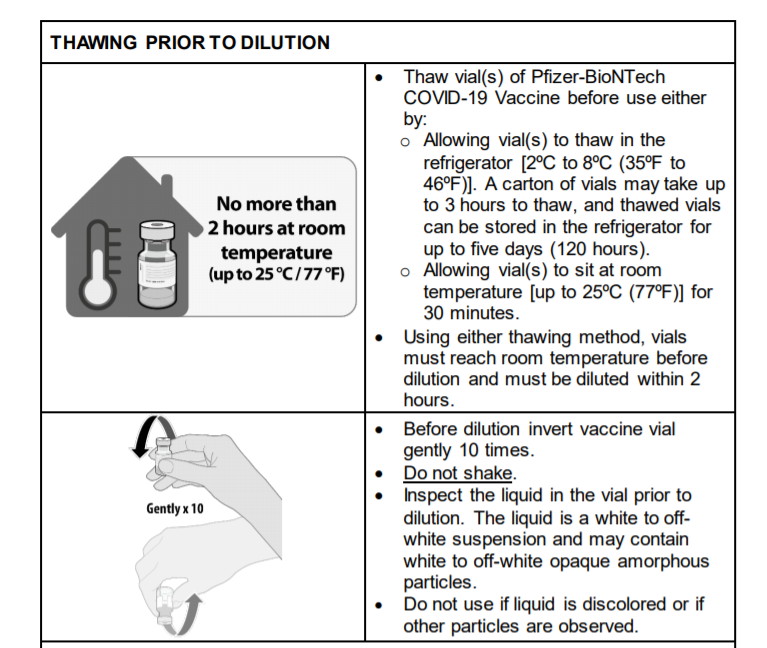 THAWING PRIOR TO DILUTION
No more than
2 hours at room
temperature
(up to 25 °C / 77 °F)
• Thaw vial(s) of Pfizer-BioNTech
COVID-19 Vaccine before use either
by:
o Allowing vial(s) to thaw in the
refrigerator [2ºC to 8ºC (35ºF to
46ºF)]. A carton of vials may take up
to 3 hours to thaw, and thawed vials
can be stored in the refrigerator for
up to five days (120 hours).
o Allowing vial(s) to sit at room
temperature [up to 25ºC (77ºF)] for
30 minutes.
• Using either thawing method, vials
must reach room temperature before
dilution and must be diluted within 2
hours.
Gently x 10
• Before dilution invert vaccine vial
gently 10 times.
• Do not shake.
• Inspect the liquid in the vial prior to
dilution. The liquid is a white to off-
white suspension and may contain
white to off-white opaque amorphous
particles.
• Do not use if liquid is discolored or if
other particles are observed.